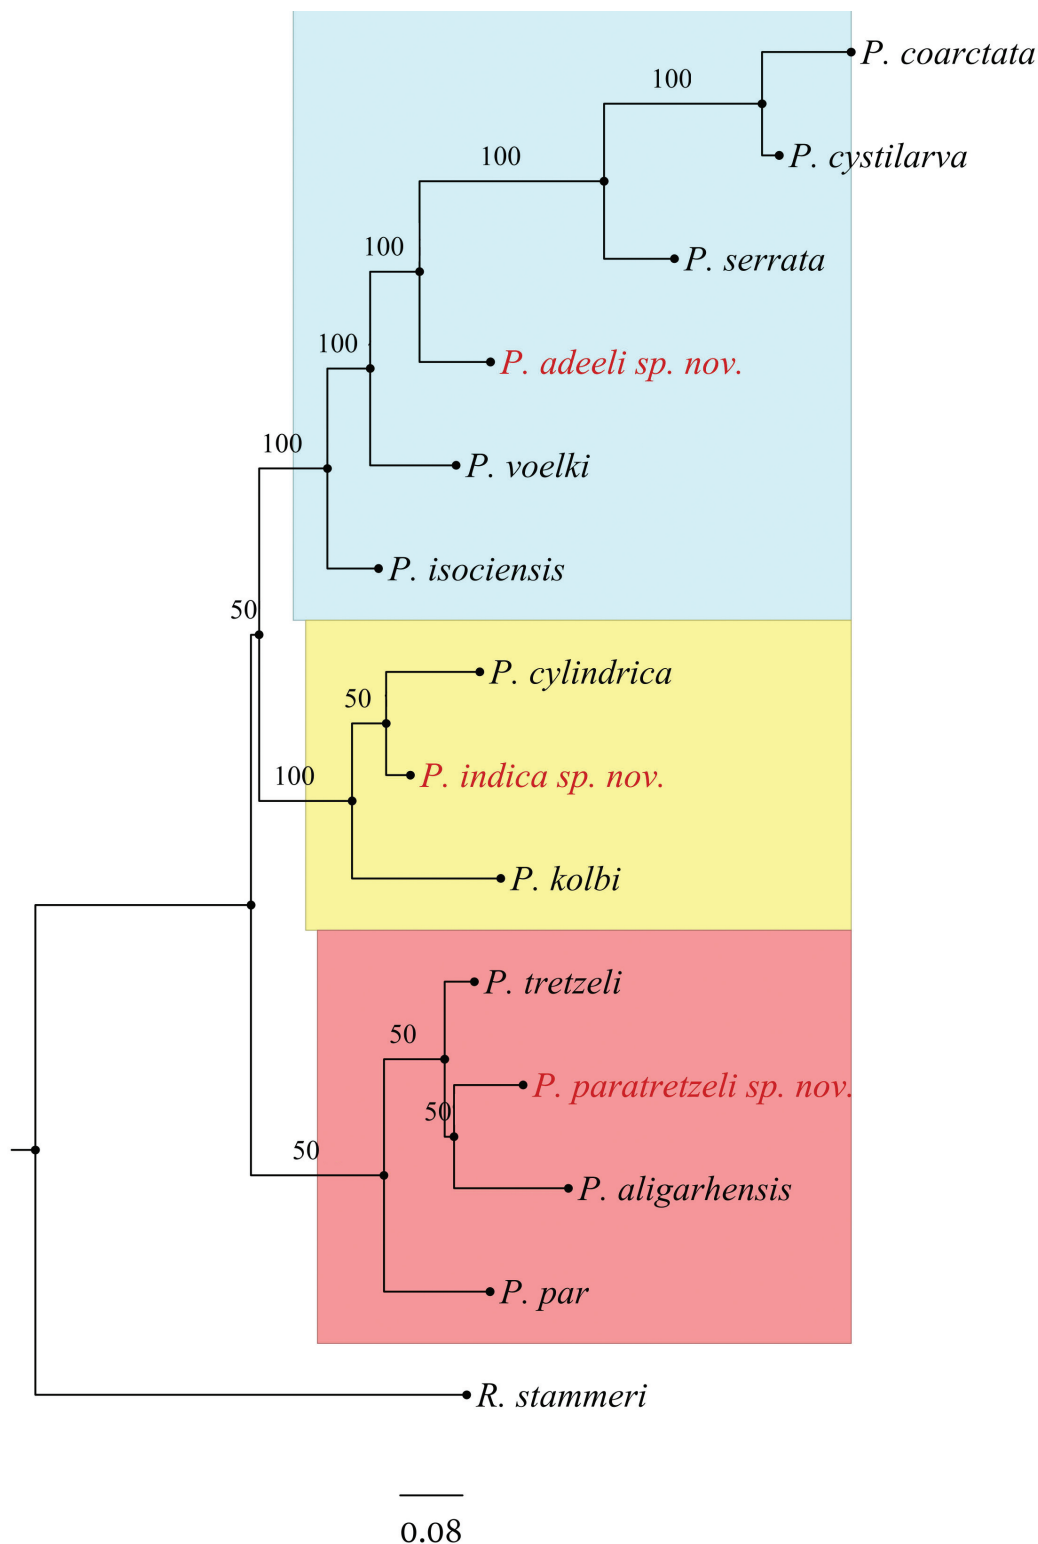 P. coarctata
100
P. cystilarva
100
100
P. serrata
100
P. adeeli sp. nov.
100
P. voelki
P. isociensis
50
P. cylindrica
50
P. indica sp. nov.
100
P. kolbi
P. tretzeli
50
P. paratretzeli sp. nov.
50
50
P. aligarhensis
P. par
R. stammeri
0.08